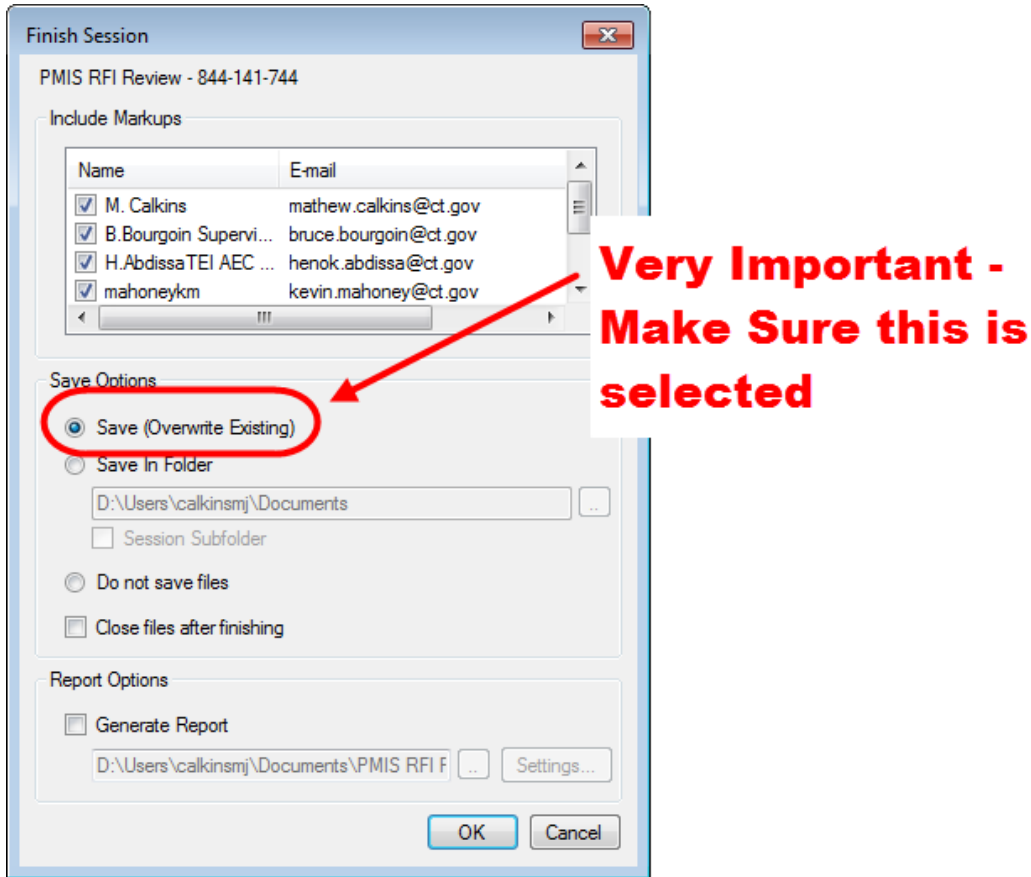 Finish Session
PMIS RFI Review - 844-141-744
Include Markups
Name E-mail
M. Calkins mathew.calkins@ct.gov
B.Bourgoin Supervi... bruce.bourgoin@ct.gov
H.AbdissaTEI AEC ... henok.abdissa@ct.gov
mahoneykm kevin.mahoney@ct.gov
Very Important -
Make Sure this is
selected
Save Options
Save (Overwrite Existing)
Save In Folder
D:\Users\calkinsmj\Documents
..
Session Subfolder
Do not save files
Close files after finishing
Report Options
Generate Report
D:\Users\calkinsmj\Documents\PMIS RFI F .. Settings...
OK Cancel